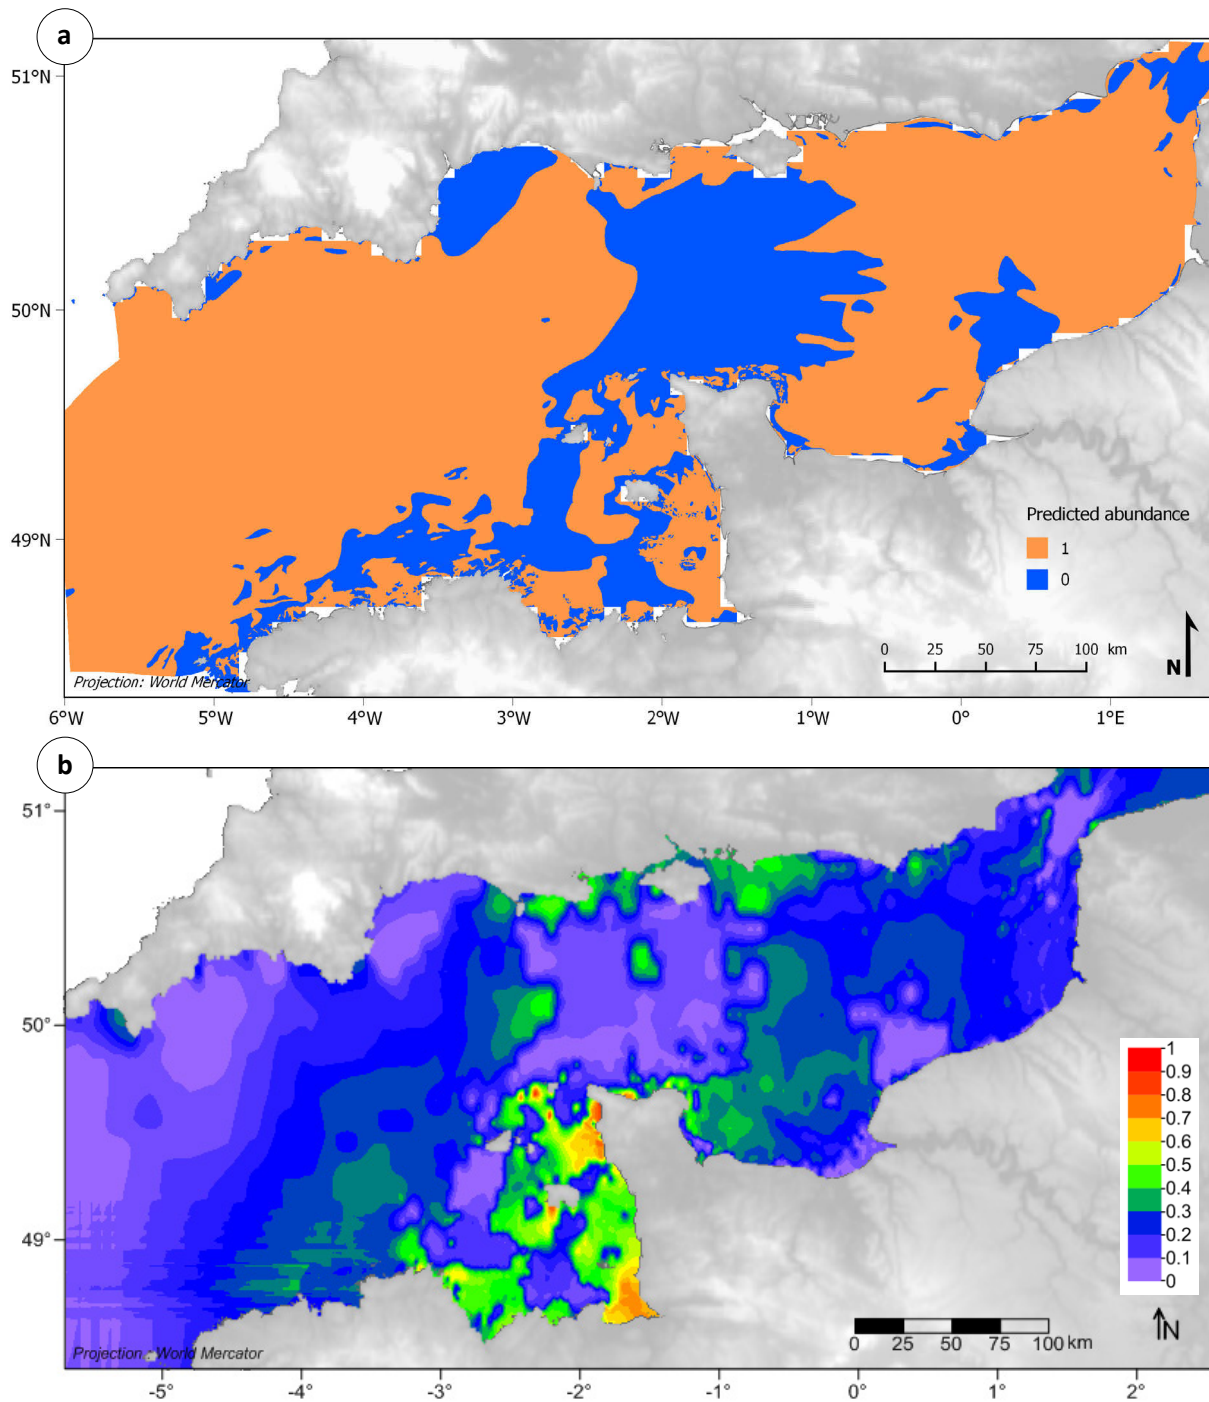 a
51°N
50°N
49°N
Predicted abundance
1
0
0 25 50 75 100 km
N
Projection: World Mercator
6°W 5°W 4°W 3°W 2°W 1°W 0° 1°E
b
51°
50°
49°
1
0.9
0.8
0.7
0.6
0.5
0.4
0.3
0.2
0.1
0
N
0 25 50 75 100 km
Projection : World Mercator
-5° -4° -3° -2° -1° 0° 1° 2°